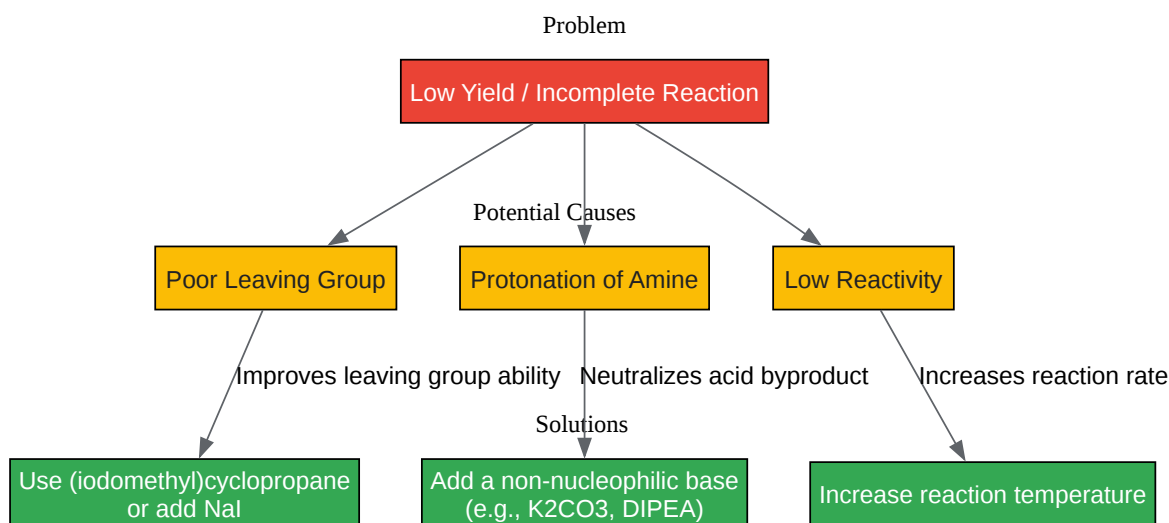 Problem
Low Yield / Incomplete Reaction
Potential Causes
Poor Leaving Group
Protonation of Amine
Low Reactivity
Improves leaving group ability
Neutralizes acid byproduct
Increases reaction rate
Solutions
Use (iodomethyl)cyclopropane
or add NaI
Add a non-nucleophilic base
(e.g., K2CO3, DIPEA)
Increase reaction temperature